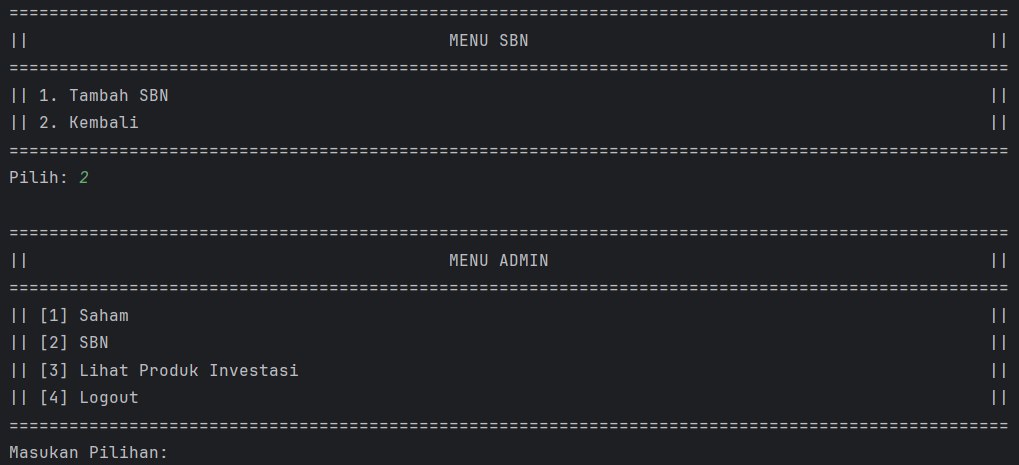 ====================================================================================================
||                                          MENU SBN                                              ||
====================================================================================================
|| 1. Tambah SBN                                                                                  ||
|| 2. Kembali                                                                                     ||
====================================================================================================
Pilih: 2

====================================================================================================
||                                          MENU ADMIN                                            ||
====================================================================================================
|| [1] Saham                                                                                      ||
|| [2] SBN                                                                                        ||
|| [3] Lihat Produk Investasi                                                                     ||
|| [4] Logout                                                                                     ||
====================================================================================================
Masukan Pilihan: